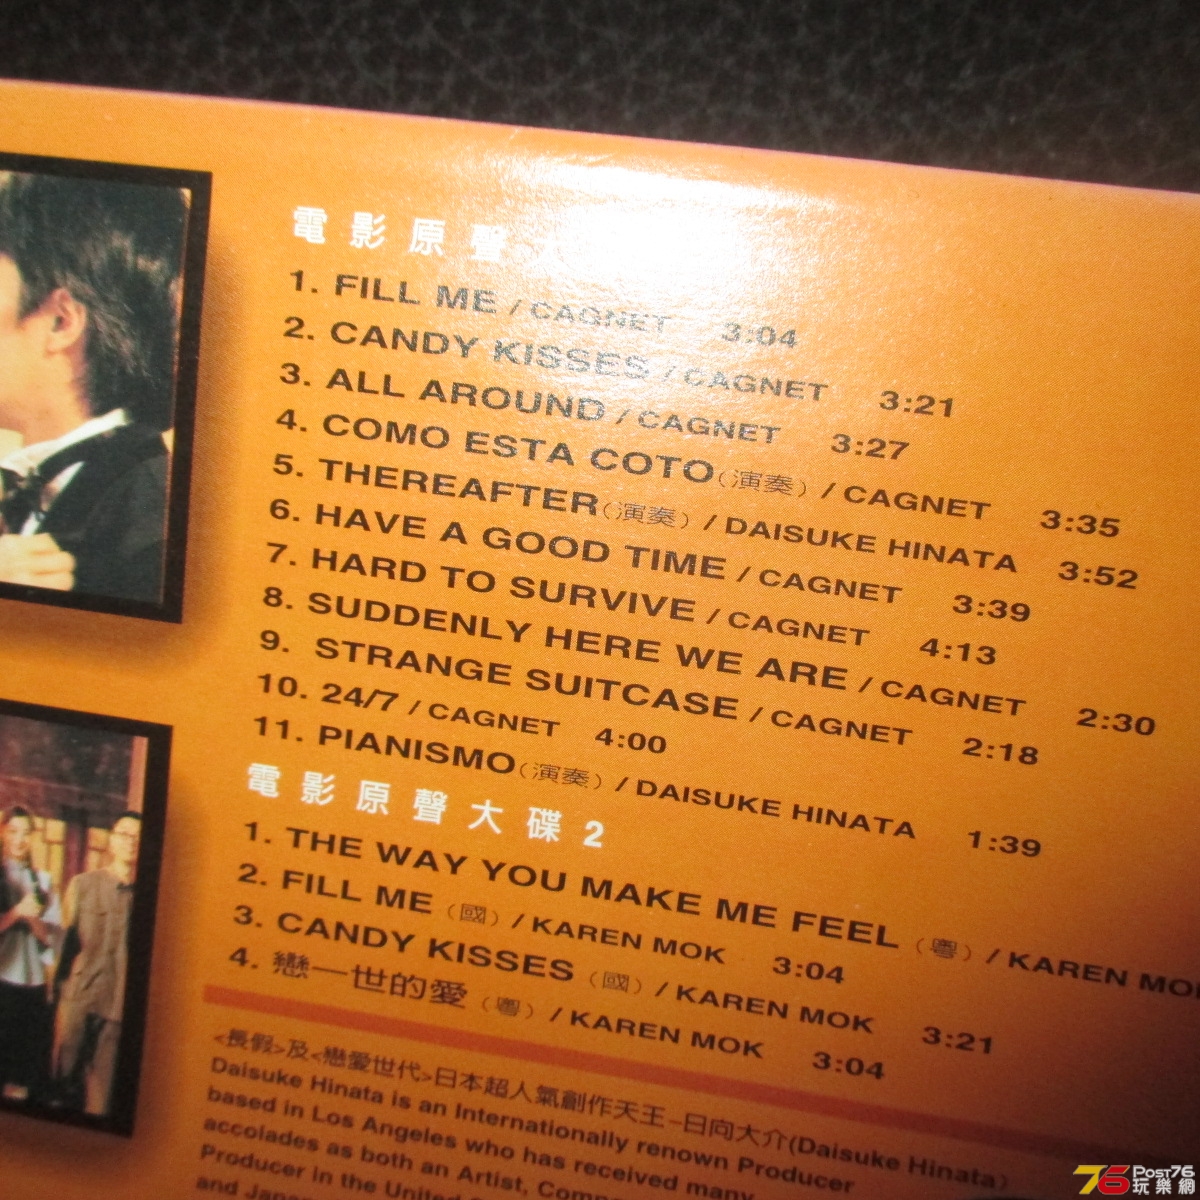 電影原聲大
1. FILL ME / CAGNET 3:04
2. CANDY KISSES / CAGNET 3:21
3. ALL AROUND / CAGNET 3:27
4. COMO ESTA COTO(演奏) / CAGNET 3:35
5. THEREAFTER(演奏) / DAISUKE HINATA 3:52
6. HAVE A GOOD TIME / CAGNET 3:39
7. HARD TO SURVIVE / CAGNET 4:13
8. SUDDENLY HERE WE ARE / CAGNET 2:30
9. STRANGE SUITCASE / CAGNET 2:18
10. 24/7 / CAGNET 4:00
11. PIANISMO(演奏) / DAISUKE HINATA 1:39
電影原聲大碟2
1. THE WAY YOU MAKE ME FEEL (粵) / KAREN MOK
2. FILL ME (國) / KAREN MOK 3:04
3. CANDY KISSES (國) / KAREN MOK 3:21
4. 戀一世的愛 (粵) / KAREN MOK 3:04
<長假>及<戀愛世代>日本超人氣創作天王–日向大介(Daisuke Hinata)
Daisuke Hinata is an Internationally renown Producer
based in Los Angeles who has received many
accolades as both an Artist, Comp
Producer in the Unite
and Japa
76 POST76
玩樂網